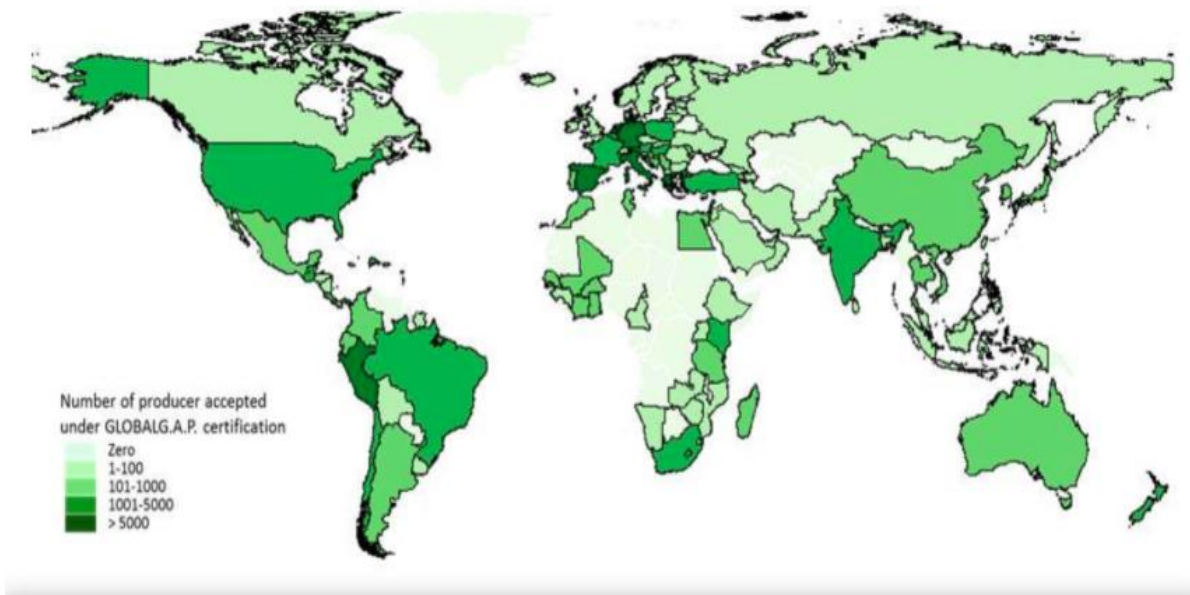 Number of producer accepted
under GLOBALG.A.P. certification
Zero
1-100
101-1000
1001-5000
> 5000